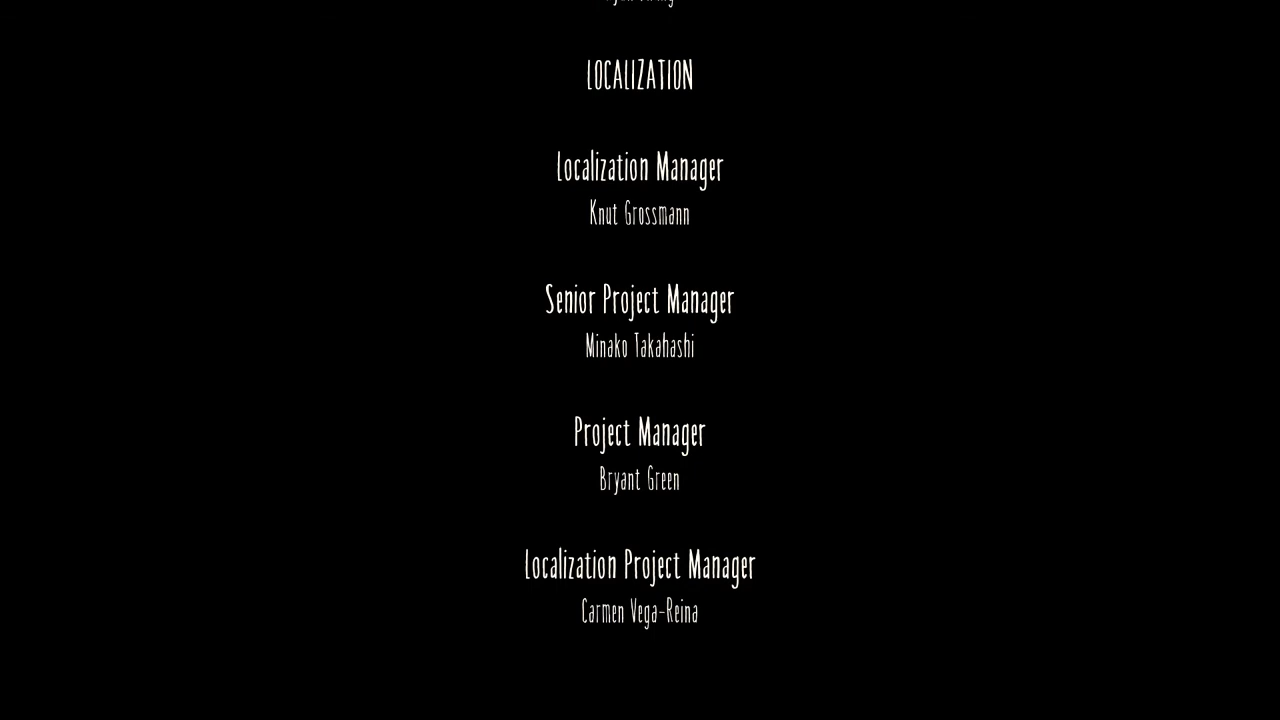 LOCALIZATION
Localization Manager
Knut Grossmann
Senior Project Manager
Minako Takahashi
Project Manager
Bryant Green
Localization Project Manager
Carmen Vega-Reina